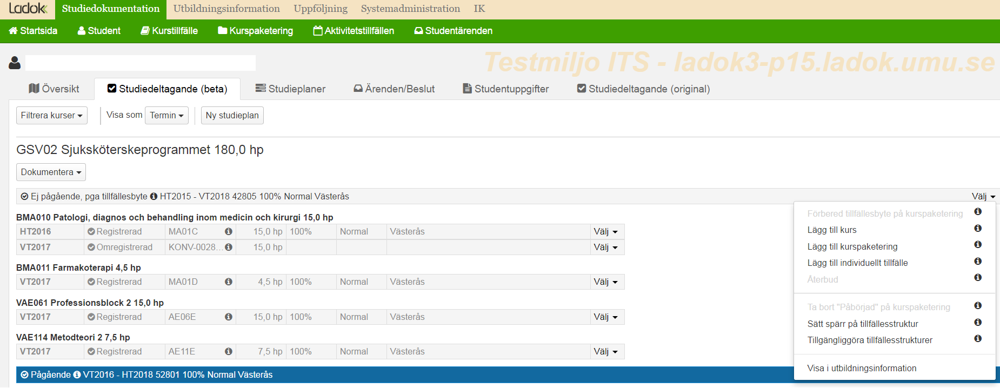 Ladok Studiedokumentation Utbildningsinformation Uppföljning Systemadministration IK
Startsida Student Kurstillfälle Kurspaketering Aktivitetstillfällen Studentärenden
Testmiljo ITS - ladok3-p15.ladok.umu.se
Översikt Studiedeltagande (beta) Studieplaner Ärenden/Beslut Studentuppgifter Studiedeltagande (original)
Filtrera kurser Visa som Termin Ny studieplan
GSV02 Sjuksköterskeprogrammet 180,0 hp
Dokumentera
Ej pågående, pga tillfällesbyte HT2015 - VT2018 42805 100% Normal Västerås Välj
BMA010 Patologi, diagnos och behandling inom medicin och kirurgi 15,0 hp
HT2016 Registrerad MA01C 15,0 hp 100% Normal Västerås Välj
VT2017 Omregistrerad KONV-0028... 15,0 hp Välj
BMA011 Farmakoterapi 4,5 hp
VT2017 Registrerad MA01D 4,5 hp 100% Normal Västerås Välj
VAE061 Professionsblock 2 15,0 hp
VT2017 Registrerad AE06E 15,0 hp 100% Normal Västerås Välj
VAE114 Metodteori 2 7,5 hp
VT2017 Registrerad AE11E 7,5 hp 100% Normal Västerås Välj
Pågående VT2016 - HT2018 52801 100% Normal Västerås
Förbered tillfällesbyte på kurspaketering
Lägg till kurs
Lägg till kurspaketering
Lägg till individuellt tillfälle
Återbud
Ta bort "Påbörjad" på kurspaketering
Sätt spärr på tillfällesstruktur
Tillgängliggöra tillfällesstrukturer
Visa i utbildningsinformation